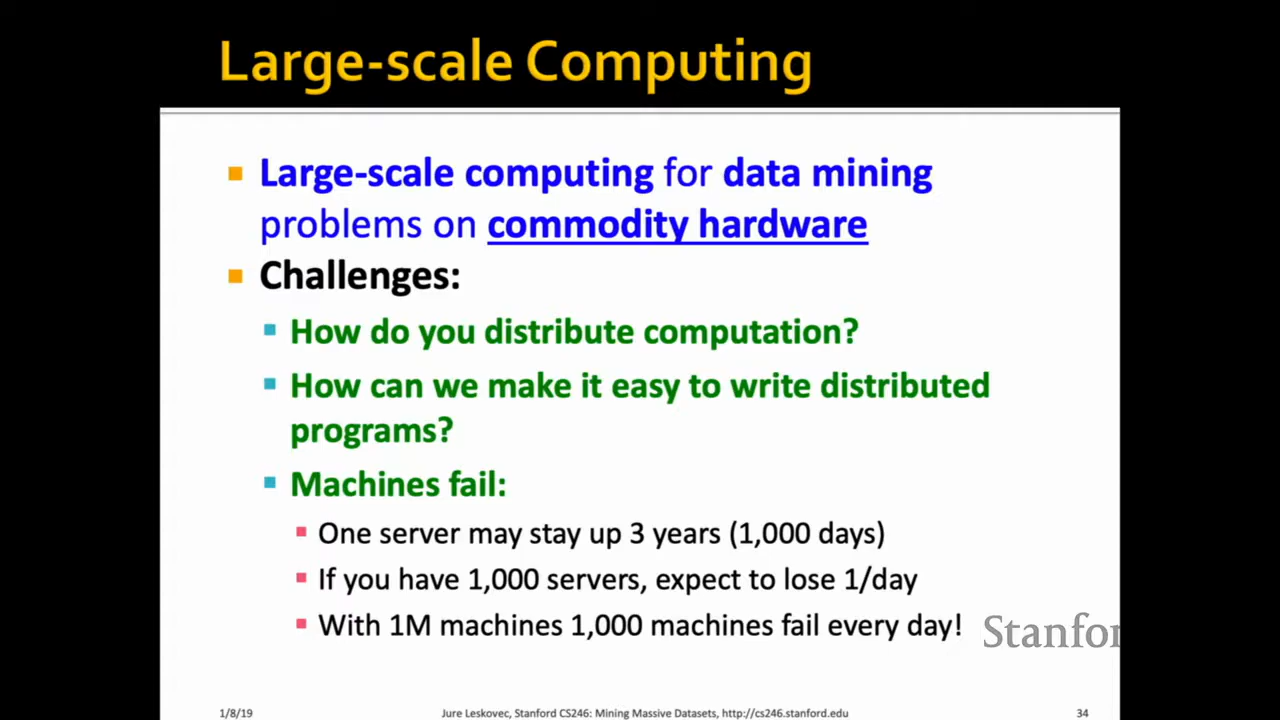 Large-scale Computing
Large-scale computing for data mining
problems on commodity hardware
Challenges:
How do you distribute computation?
How can we make it easy to write distributed
programs?
Machines fail:
One server may stay up 3 years (1,000 days)
If you have 1,000 servers, expect to lose 1/day
With 1M machines 1,000 machines fail every day!
Stanfor
1/8/19
Jure Leskovec, Stanford CS246: Mining Massive Datasets, http://cs246.stanford.edu
34